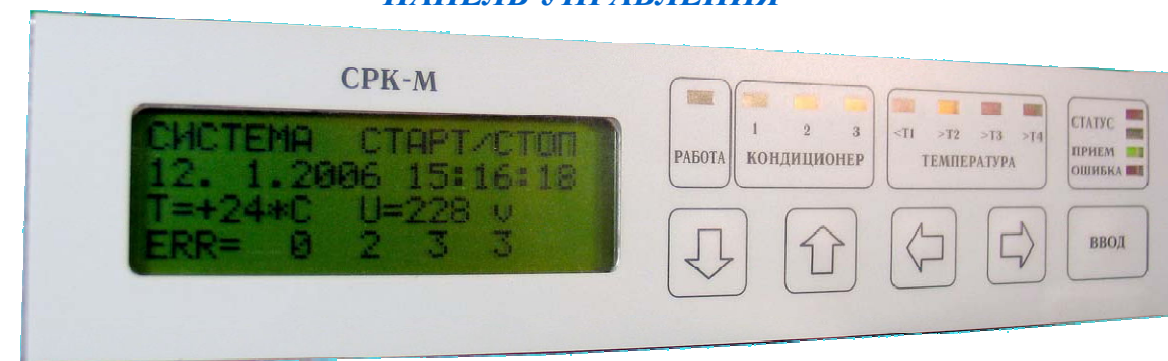 ПАНЕЛЬ УПРАВЛЕНИЯ
СРК-М
СИСТЕМА СТАРТ/СТОП
12. 1.2006 15:16:18
T=+24*C U=228 v
ERR= 0 2 3 3
РАБОТА
1 2 3
КОНДИЦИОНЕР
<T1 >T2 >T3 >T4
ТЕМПЕРАТУРА
СТАТУС
ПРИЕМ
ОШИБКА
ВВОД